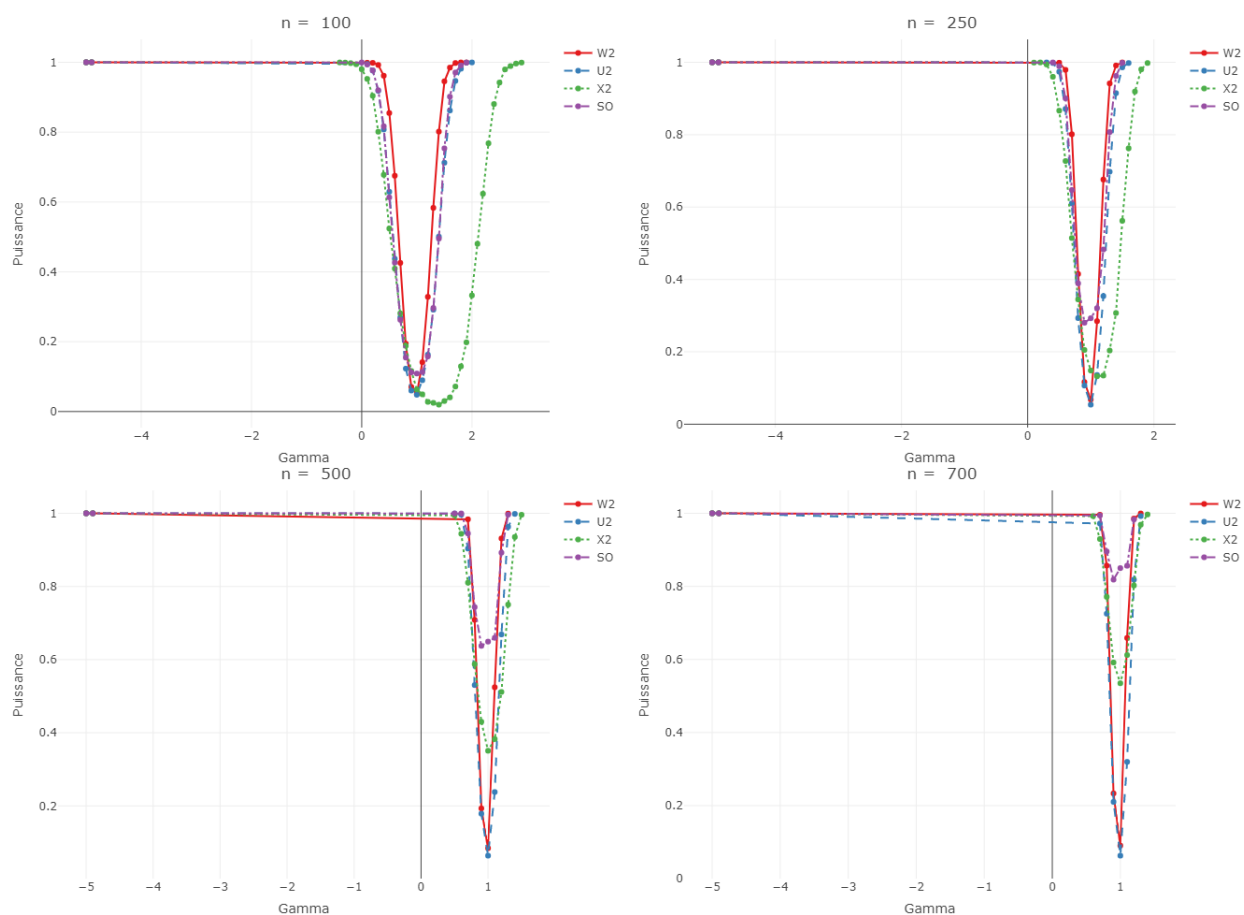 n = 100
W2
U2
X2
SO
Puissance
1
0.8
0.6
0.4
0.2
0
−4
−2
0
2
Gamma
n = 250
W2
U2
X2
SO
Puissance
1
0.8
0.6
0.4
0.2
0
−4
−2
0
2
Gamma
n = 500
W2
U2
X2
SO
Puissance
1
0.8
0.6
0.4
0.2
−5
−4
−3
−2
−1
0
1
Gamma
n = 700
W2
U2
X2
SO
Puissance
1
0.8
0.6
0.4
0.2
0
−5
−4
−3
−2
−1
0
1
Gamma